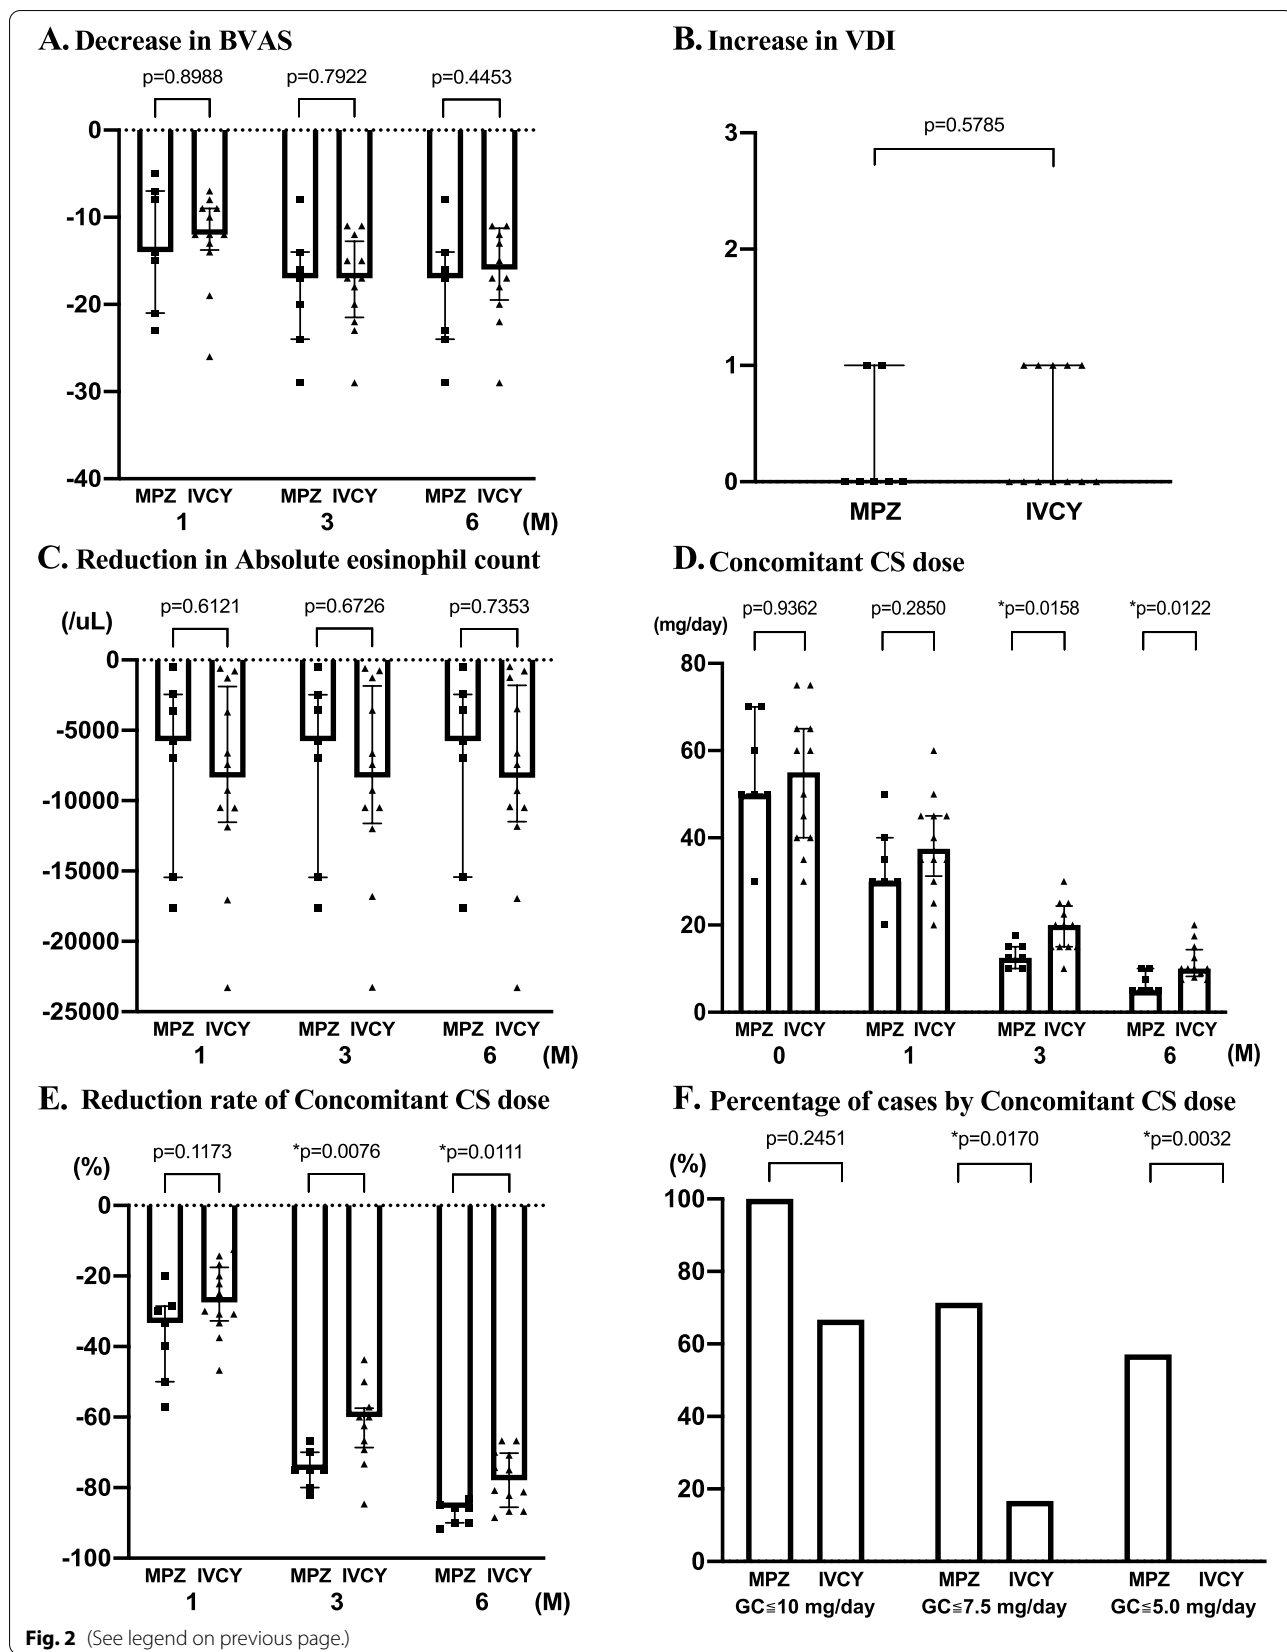 A. Decrease in BVAS
p=0.8988 p=0.7922 p=0.4453
0
-10
-20
-30
-40
MPZ IVCY MPZ IVCY MPZ IVCY
1 3 6 (M)
B. Increase in VDI
p=0.5785
3
2
1
0
MPZ IVCY
C. Reduction in Absolute eosinophil count
(/uL)
p=0.6121 p=0.6726 p=0.7353
0
-5000
-10000
-15000
-20000
-25000
MPZ IVCY MPZ IVCY MPZ IVCY
1 3 6 (M)
D. Concomitant CS dose
(mg/day)
p=0.9362 p=0.2850 *p=0.0158 *p=0.0122
80
60
40
20
0
MPZ IVCY MPZ IVCY MPZ IVCY MPZ IVCY
0 1 3 6 (M)
E. Reduction rate of Concomitant CS dose
(%)
p=0.1173 *p=0.0076 *p=0.0111
0
-20
-40
-60
-80
-100
MPZ IVCY MPZ IVCY MPZ IVCY
1 3 6 (M)
F. Percentage of cases by Concomitant CS dose
(%)
p=0.2451 *p=0.0170 *p=0.0032
100
80
60
40
20
0
MPZ IVCY MPZ IVCY MPZ IVCY
GC≦10 mg/day GC≦7.5 mg/day GC≦5.0 mg/day
Fig. 2 (See legend on previous page.)